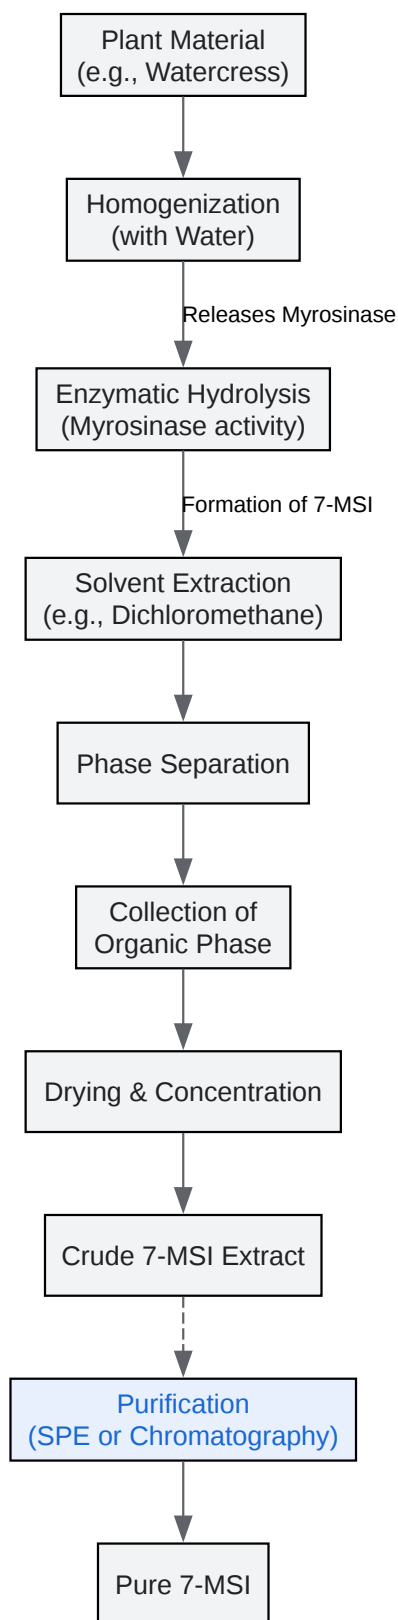 Plant Material
(e.g., Watercress)
Homogenization
(with Water)
Releases Myrosinase
Enzymatic Hydrolysis
(Myrosinase activity)
Formation of 7-MSI
Solvent Extraction
(e.g., Dichloromethane)
Phase Separation
Collection of
Organic Phase
Drying & Concentration
Crude 7-MSI Extract
Purification
(SPE or Chromatography)
Pure 7-MSI